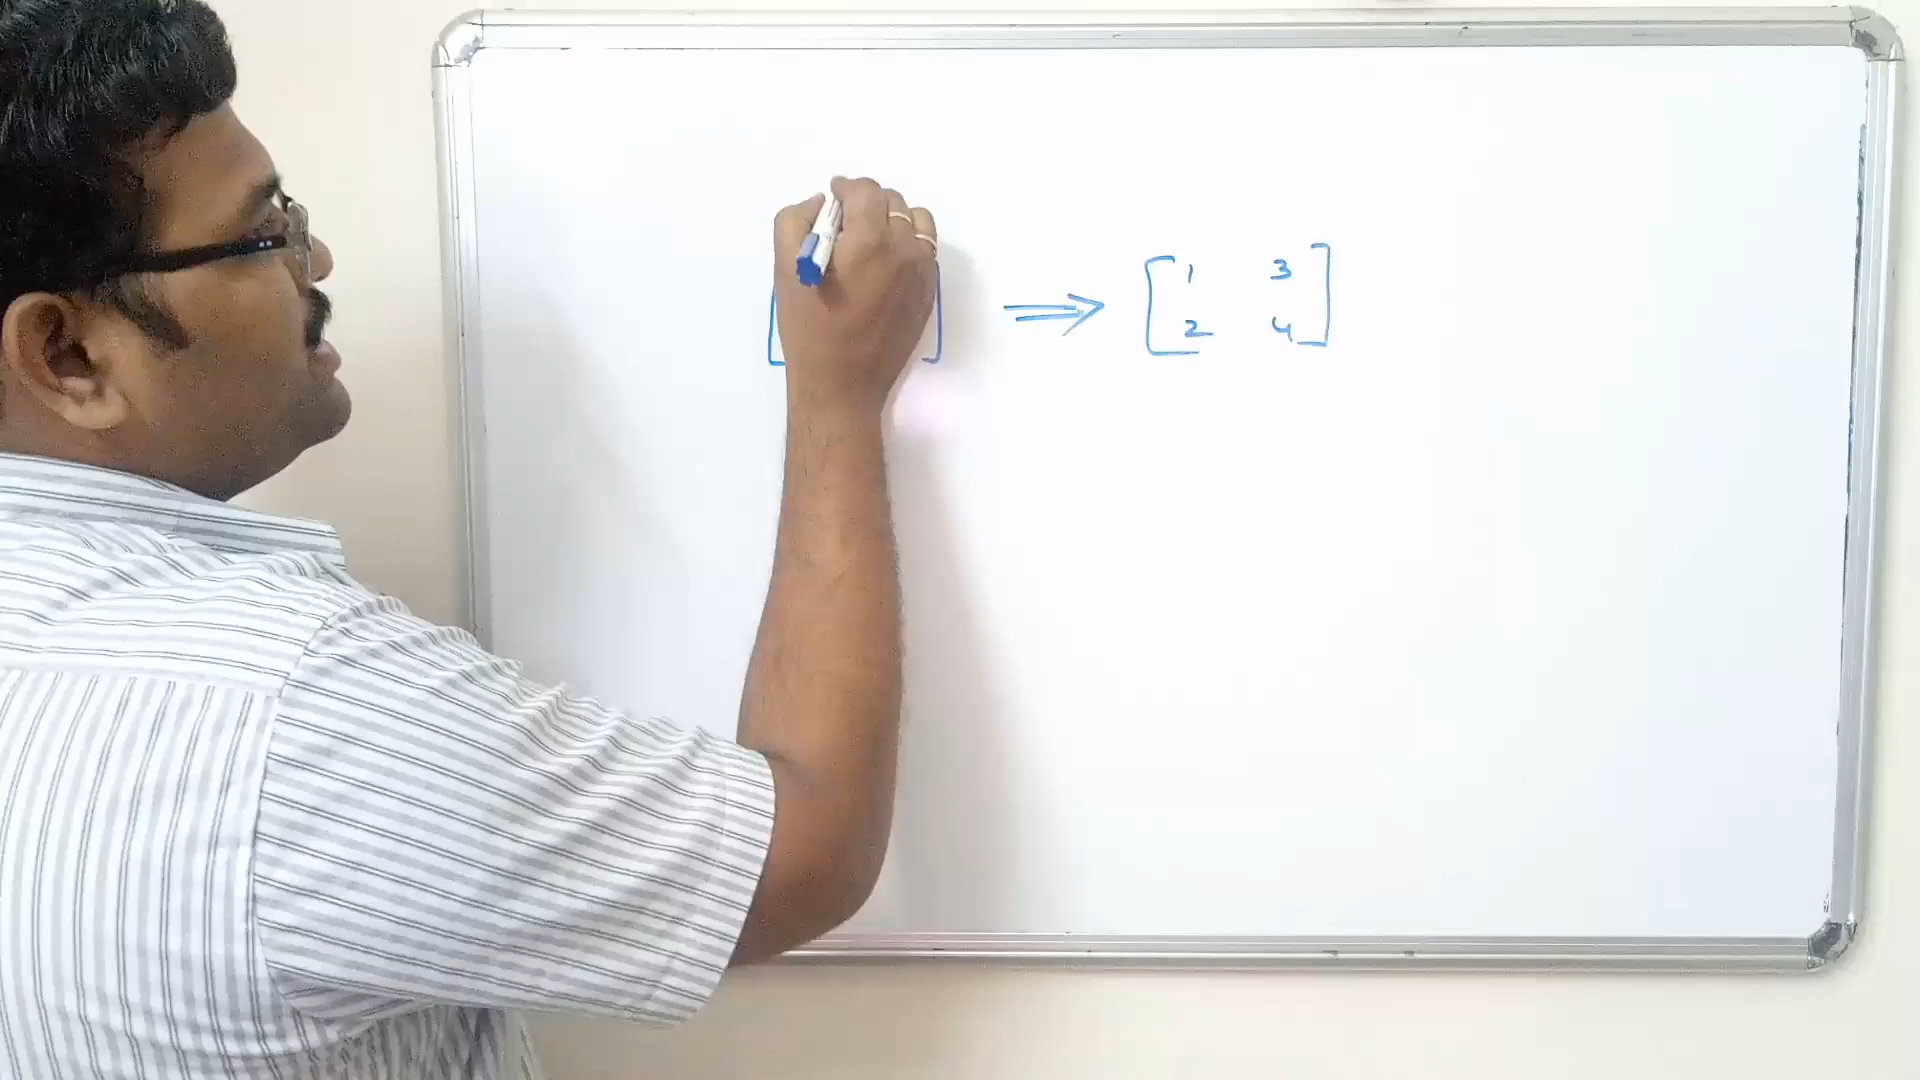 [ ] ⇒ [ 1 3 ]
[ 2 4 ]